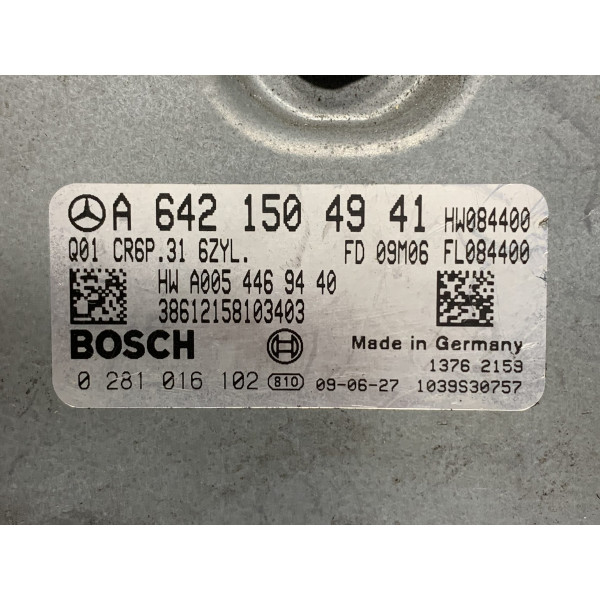 A 642 150 49 41 HW084400
Q01 CR6P.31 6ZYL. FD 09M06 FL084400
HW A005 446 94 40
38612158103403
BOSCH Made in Germany
1376 2159
0 281 016 102 810 09-06-27 1039S30757